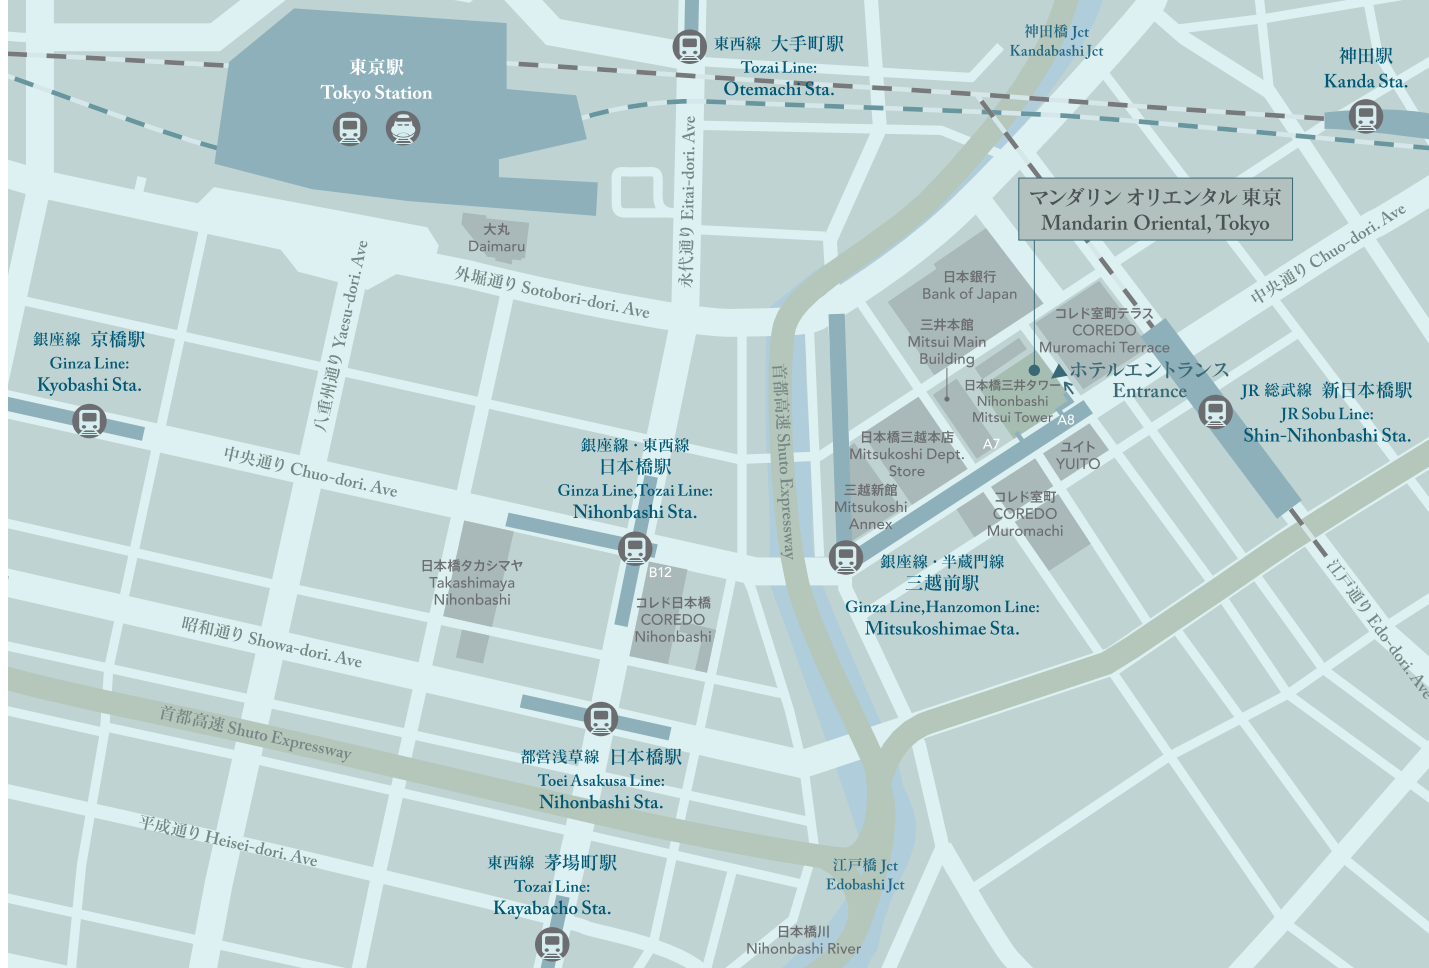 東京駅
Tokyo Station
東西線 大手町駅
Tozai Line:
Otemachi Sta.
神田橋 Jct
Kandabashi Jct
神田駅
Kanda Sta.
マンダリン オリエンタル 東京
Mandarin Oriental, Tokyo
大丸
Daimaru
外堀通り Sotobori-dori. Ave
永代通り Eitai-dori. Ave
八重州通り Yaesu-dori. Ave
中央通り Chuo-dori. Ave
日本銀行
Bank of Japan
三井本館
Mitsui Main
Building
コレド室町テラス
COREDO
Muromachi Terrace
ホテルエントランス
Entrance
日本橋三井タワー
Nihonbashi
Mitsui Tower
A8
A7
銀座線 京橋駅
Ginza Line:
Kyobashi Sta.
JR 総武線 新日本橋駅
JR Sobu Line:
Shin-Nihonbashi Sta.
首都高速 Shuto Expressway
日本橋三越本店
Mitsukoshi Dept.
Store
ユイト
YUITO
中央通り Chuo-dori. Ave
銀座線・東西線
日本橋駅
Ginza Line,Tozai Line:
Nihonbashi Sta.
三越新館
Mitsukoshi
Annex
コレド室町
COREDO
Muromachi
日本橋タカシマヤ
Takashimaya
Nihonbashi
B12
コレド日本橋
COREDO
Nihonbashi
銀座線・半蔵門線
三越前駅
Ginza Line,Hanzomon Line:
Mitsukoshimae Sta.
江戸通り Edo-dori. Ave
昭和通り Showa-dori. Ave
首都高速 Shuto Expressway
都営浅草線 日本橋駅
Toei Asakusa Line:
Nihonbashi Sta.
平成通り Heisei-dori. Ave
東西線 茅場町駅
Tozai Line:
Kayabacho Sta.
江戸橋 Jct
Edobashi Jct
日本橋川
Nihonbashi River